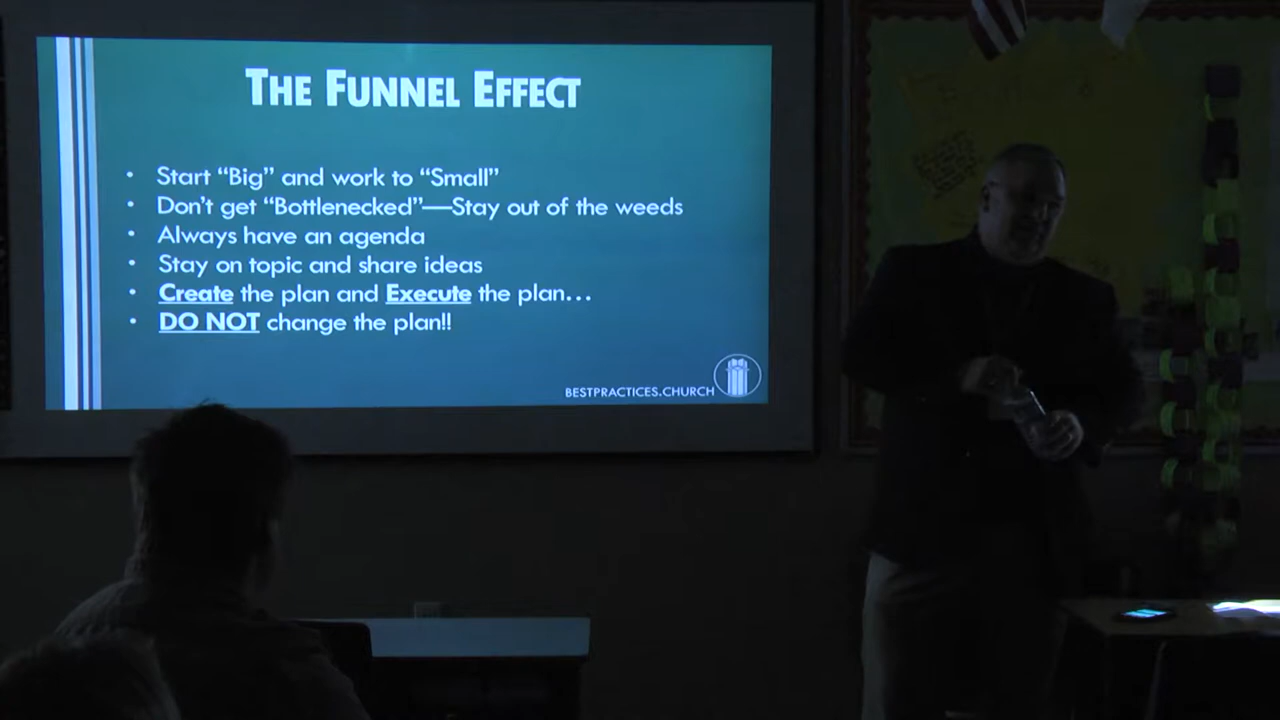 THE FUNNEL EFFECT
• Start “Big” and work to “Small”
• Don’t get “Bottlenecked”—Stay out of the weeds
• Always have an agenda
• Stay on topic and share ideas
• Create the plan and Execute the plan...
• DO NOT change the plan!!
BESTPRACTICES.CHURCH